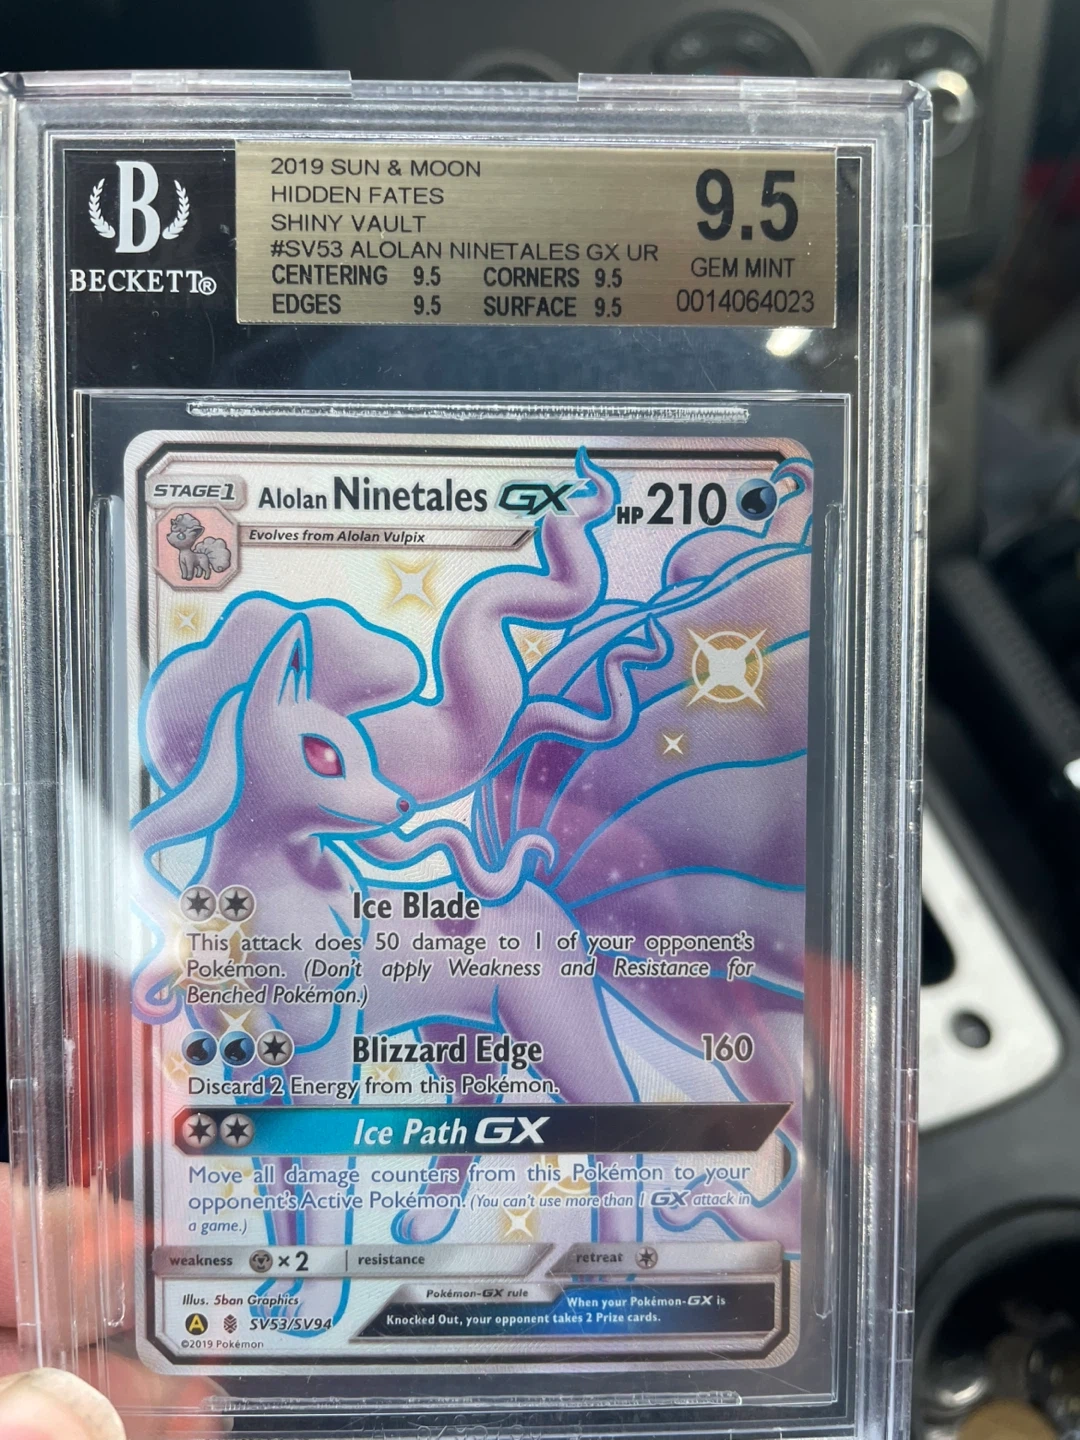 B
BECKETT®
2019 SUN & MOON
HIDDEN FATES
SHINY VAULT
#SV53 ALOLAN NINETALES GX UR
CENTERING 9.5 CORNERS 9.5
EDGES 9.5 SURFACE 9.5
9.5
GEM MINT
0014064023
STAGE1 Alolan Ninetales GX HP210
Evolves from Alolan Vulpix
Ice Blade
This attack does 50 damage to 1 of your opponent's
Pokémon. (Don't apply Weakness and Resistance for
Benched Pokémon.)
Blizzard Edge 160
Discard 2 Energy from this Pokémon.
Ice Path GX
Move all damage counters from this Pokémon to your
opponent's Active Pokémon. (You can't use more than 1 GX attack in
a game.)
weakness ×2 resistance retreat
Illus. 5ban Graphics
Pokémon-GX rule
When your Pokémon-GX is
Knocked Out, your opponent takes 2 Prize cards.
A SV53/SV94
©2019 Pokémon